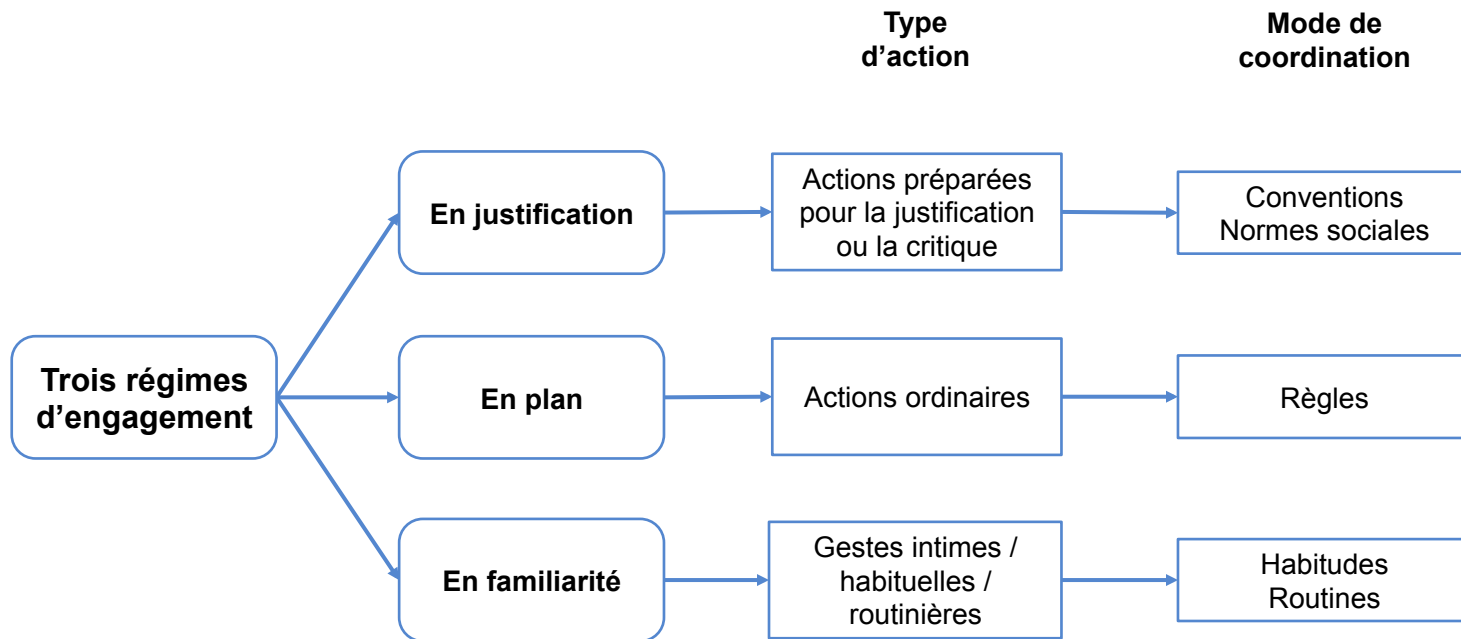 Type
d’action
Mode de
coordination
Trois régimes
d’engagement
En justification
Actions préparées
pour la justification
ou la critique
Conventions
Normes sociales
En plan
Actions ordinaires
Règles
En familiarité
Gestes intimes /
habituelles /
routinières
Habitudes
Routines